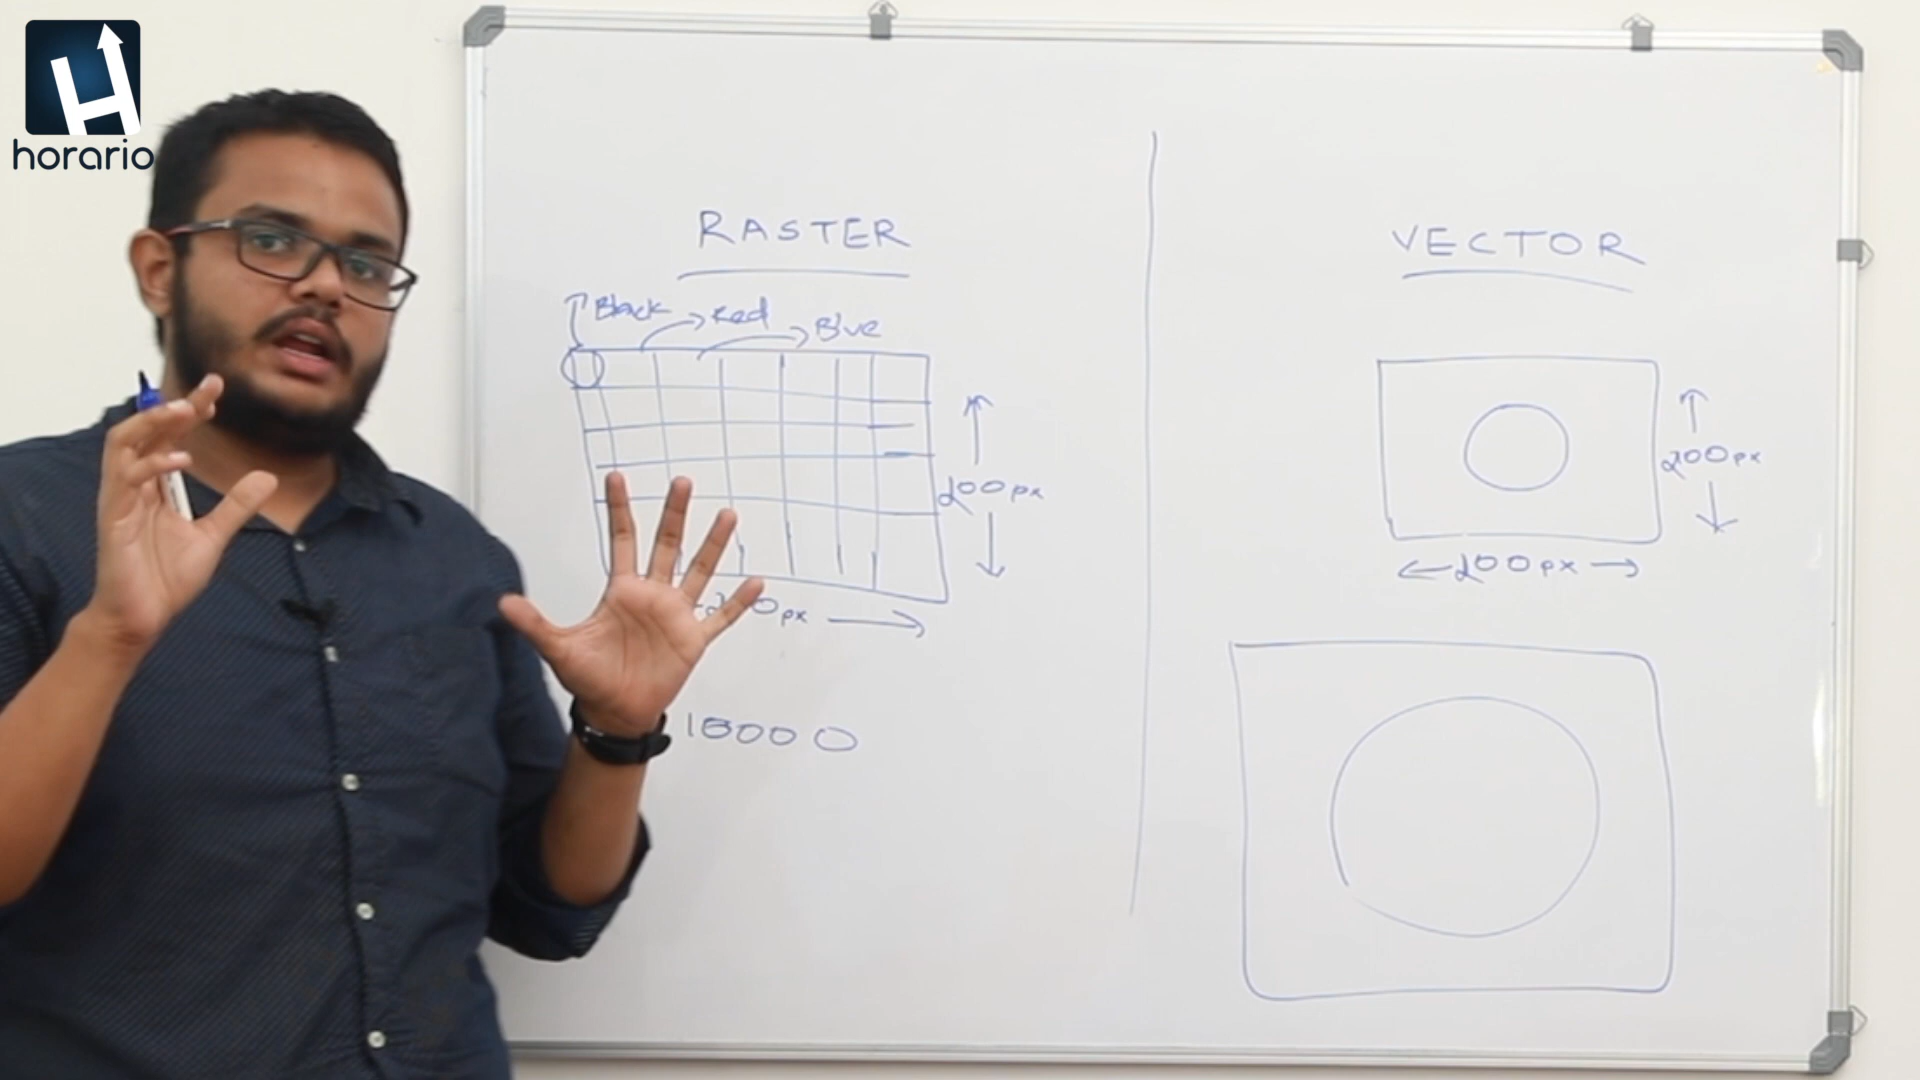 horario
RASTER
Black Red Blue
200px
px
10000
VECTOR
200px
200px